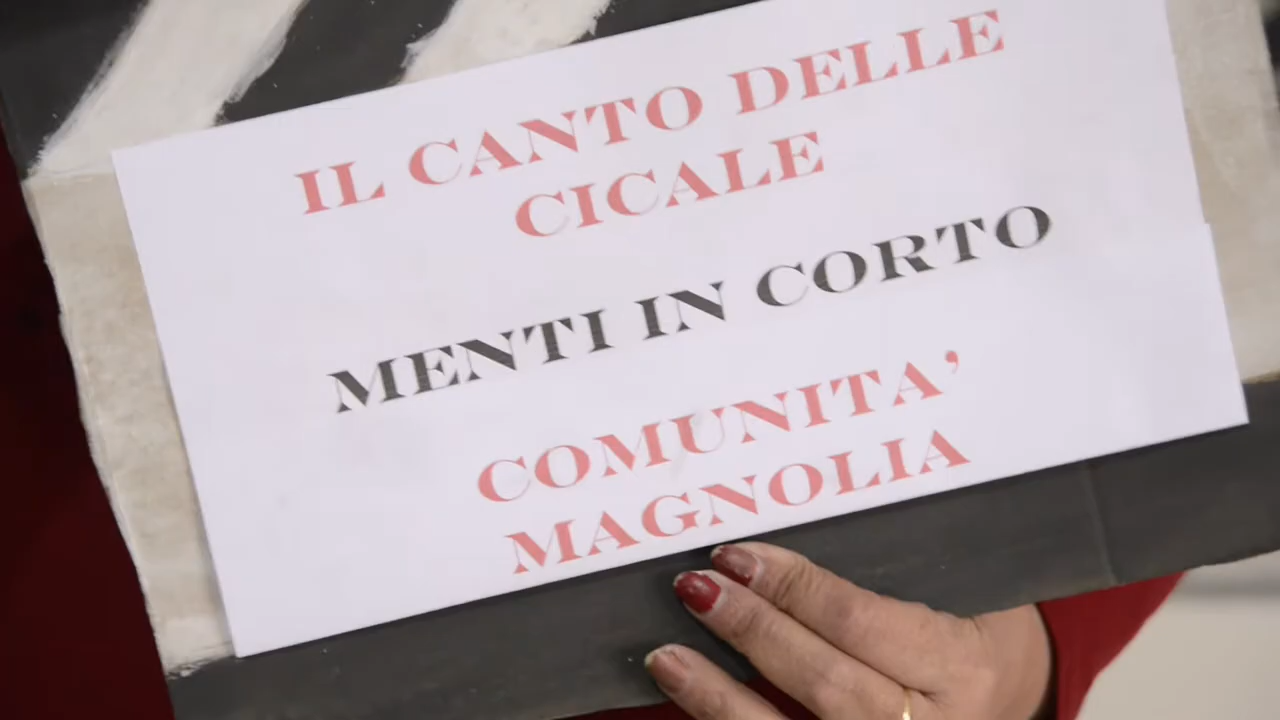 IL CANTO DELLE
CICALE
MENTI IN CORTO
COMUNITA'
MAGNOLIA